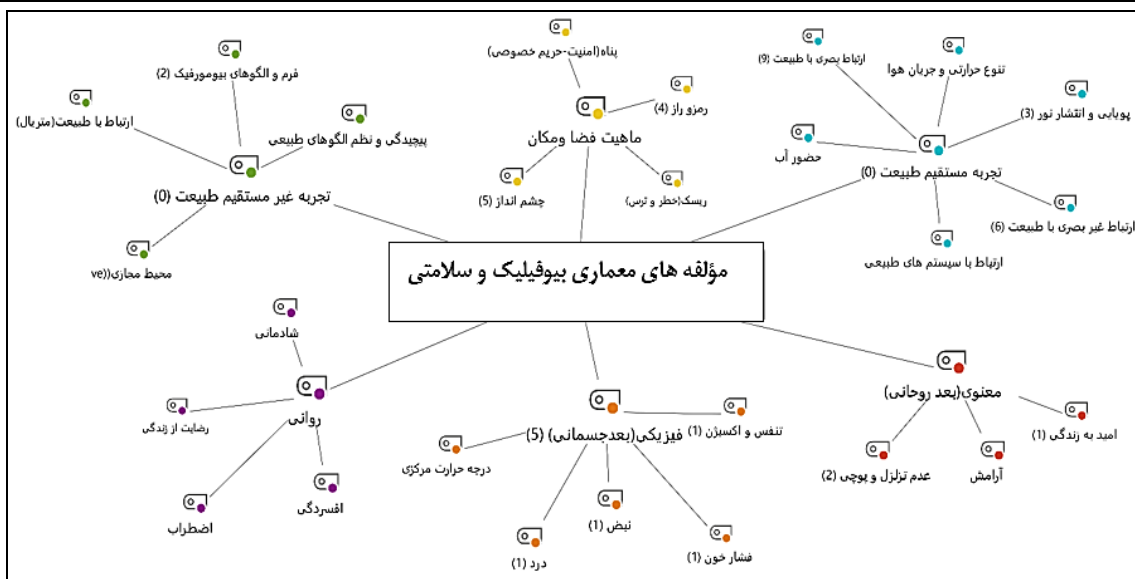 پناه(امنیت-حریم خصوصی)
رمزو راز (4)
ماهیت فضا ومکان
چشم انداز (5)
ریسک(خطر و ترس)
ارتباط بصری با طبیعت (9)
تنوع حرارتی و جریان هوا
پویایی و انتشار نور (3)
حضور آب
تجربه مستقیم طبیعت (0)
ارتباط غیر بصری با طبیعت (6)
ارتباط با سیستم های طبیعی
فرم و الگوهای بیومورفیک (2)
ارتباط با طبیعت(متریال)
پیچیدگی و نظم الگوهای طبیعی
تجربه غیر مستقیم طبیعت (0)
محیط مجازی((ve
مؤلفه های معماری بیوفیلیک و سلامتی
معنوی(بعد روحانی)
امید به زندگی (1)
آرامش
عدم تزلزل و پوچی (2)
تنفس و اکسیژن (1)
فیزیکی(بعدجسمانی) (5)
درجه حرارت مرکزی
نبض (1)
درد (1)
فشار خون (1)
شادمانی
روانی
رضایت از زندگی
افسردگی
اضطراب